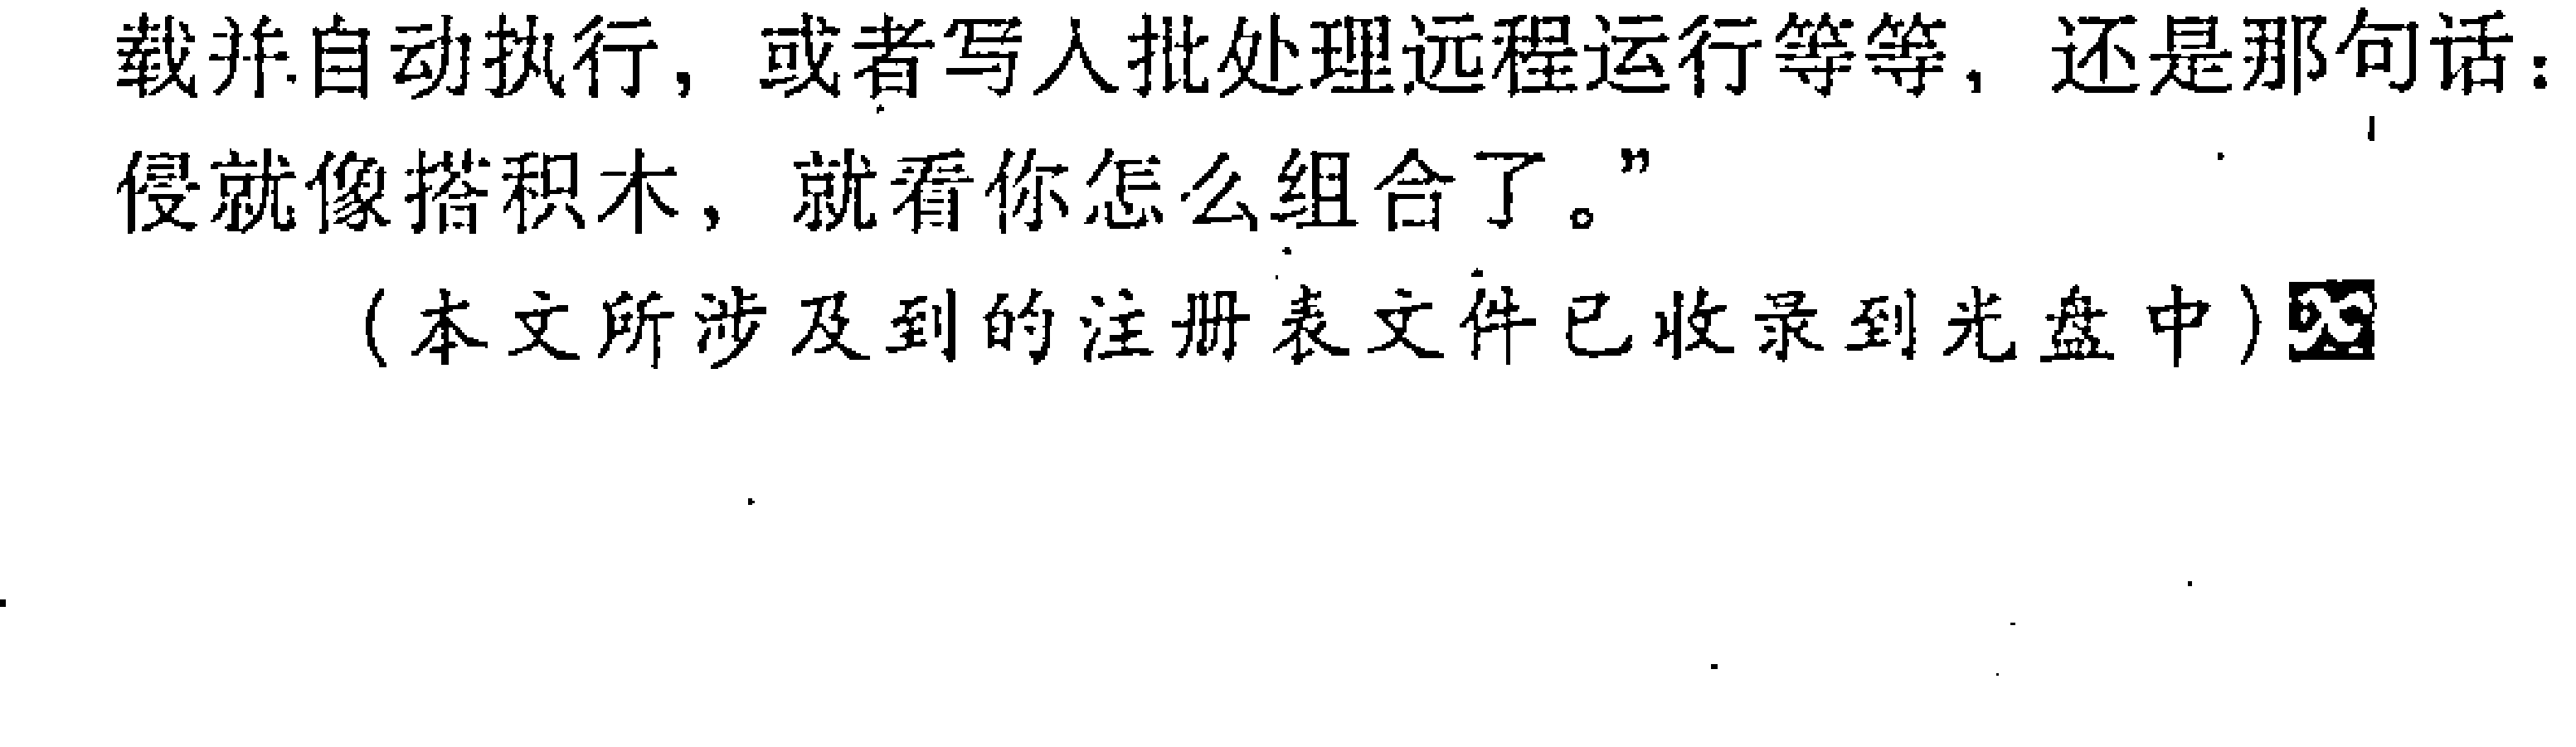 载并自动执行，或者写入批处理远程运行等等，还是那句话：
侵就像搭积木，就看你怎么组合了。”
（本文所涉及到的注册表文件已收录到光盘中）